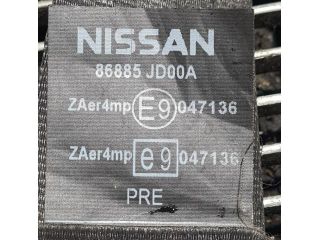 NISSAN
86885 JD00A
ZAer4mp E9 047136
ZAer4mp e9 047136
PRE